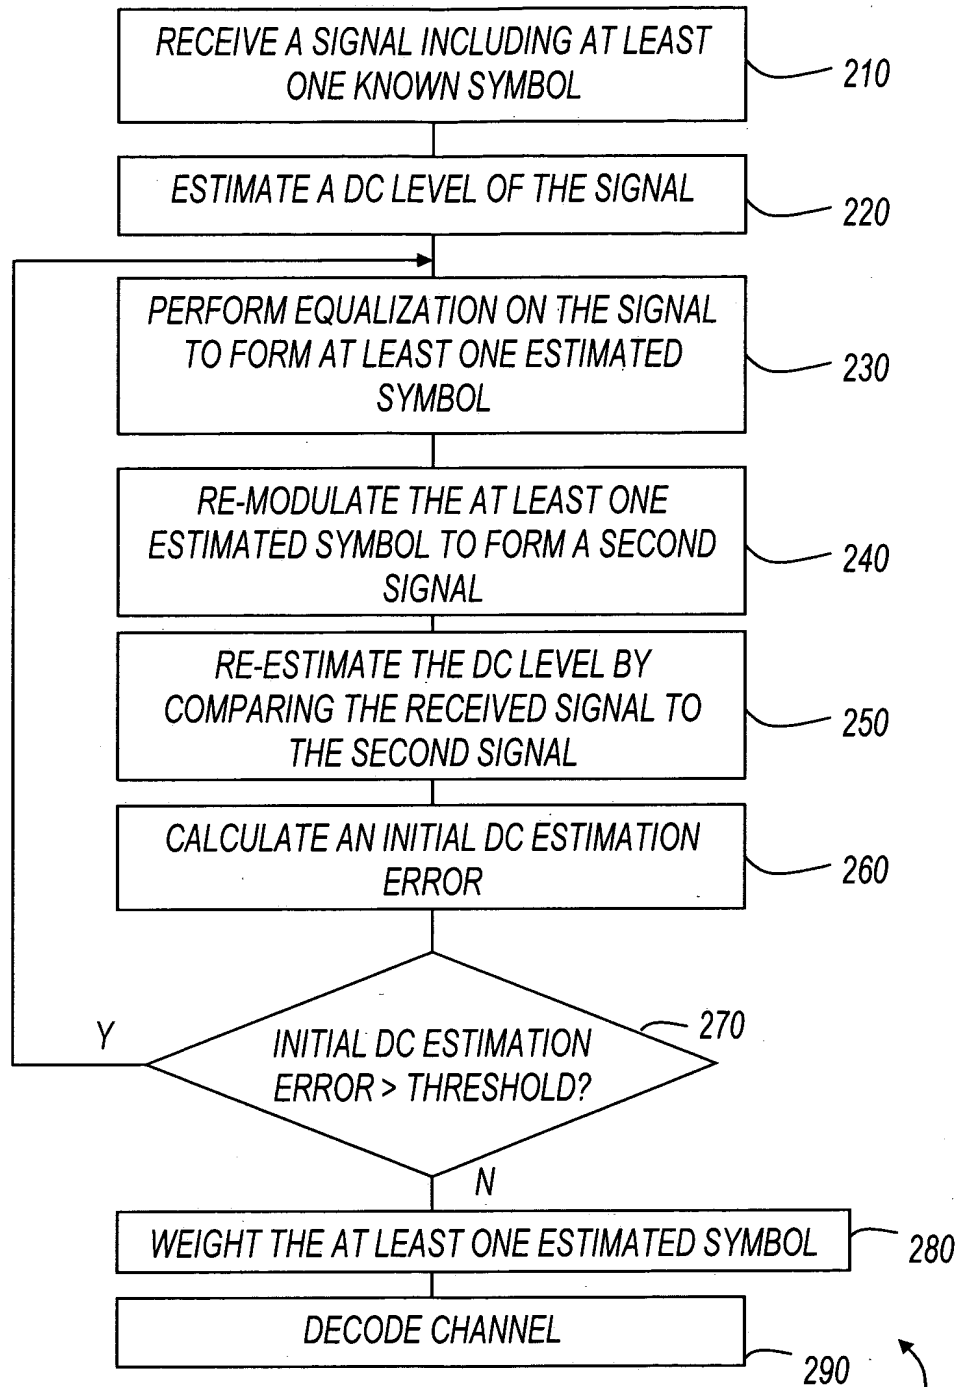 RECEIVE A SIGNAL INCLUDING AT LEAST
ONE KNOWN SYMBOL
210
ESTIMATE A DC LEVEL OF THE SIGNAL
220
PERFORM EQUALIZATION ON THE SIGNAL
TO FORM AT LEAST ONE ESTIMATED
SYMBOL
230
RE-MODULATE THE AT LEAST ONE
ESTIMATED SYMBOL TO FORM A SECOND
SIGNAL
240
RE-ESTIMATE THE DC LEVEL BY
COMPARING THE RECEIVED SIGNAL TO
THE SECOND SIGNAL
250
CALCULATE AN INITIAL DC ESTIMATION
ERROR
260
Y
INITIAL DC ESTIMATION
ERROR > THRESHOLD?
270
N
WEIGHT THE AT LEAST ONE ESTIMATED SYMBOL
280
DECODE CHANNEL
290